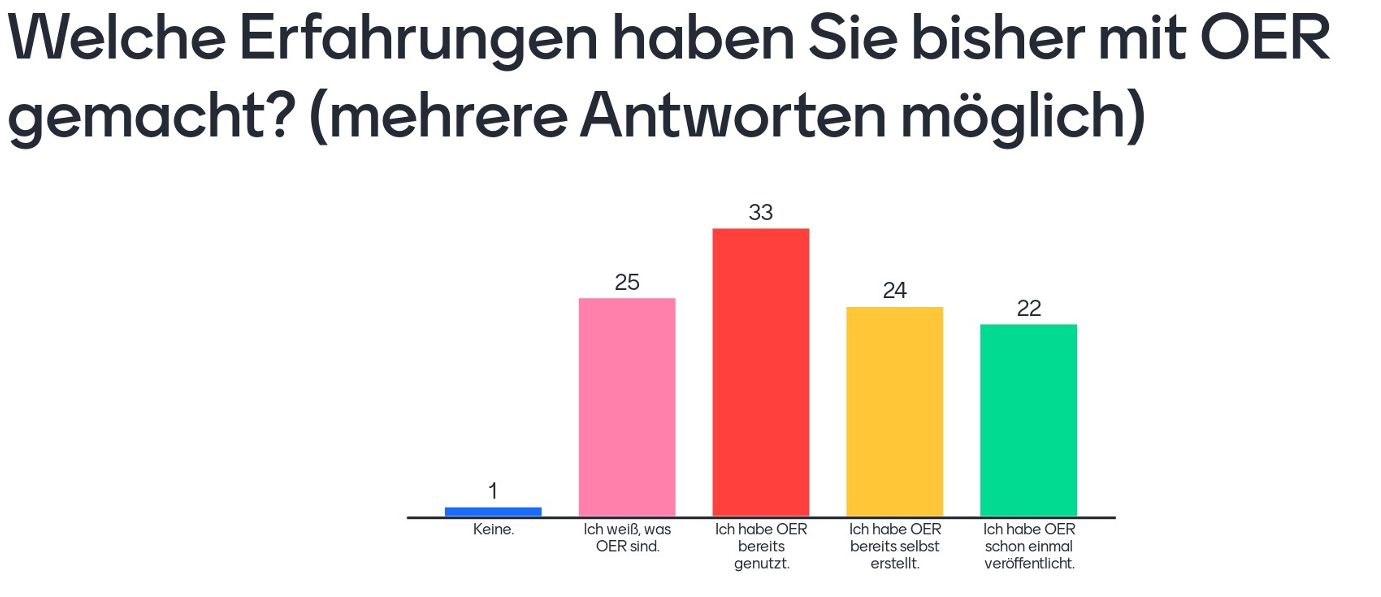 Welche Erfahrungen haben Sie bisher mit OER
gemacht? (mehrere Antworten möglich)
1
25
33
24
22
Keine.
Ich weiß, was
OER sind.
Ich habe OER
bereits
genutzt.
Ich habe OER
bereits selbst
erstellt.
Ich habe OER
schon einmal
veröffentlicht.